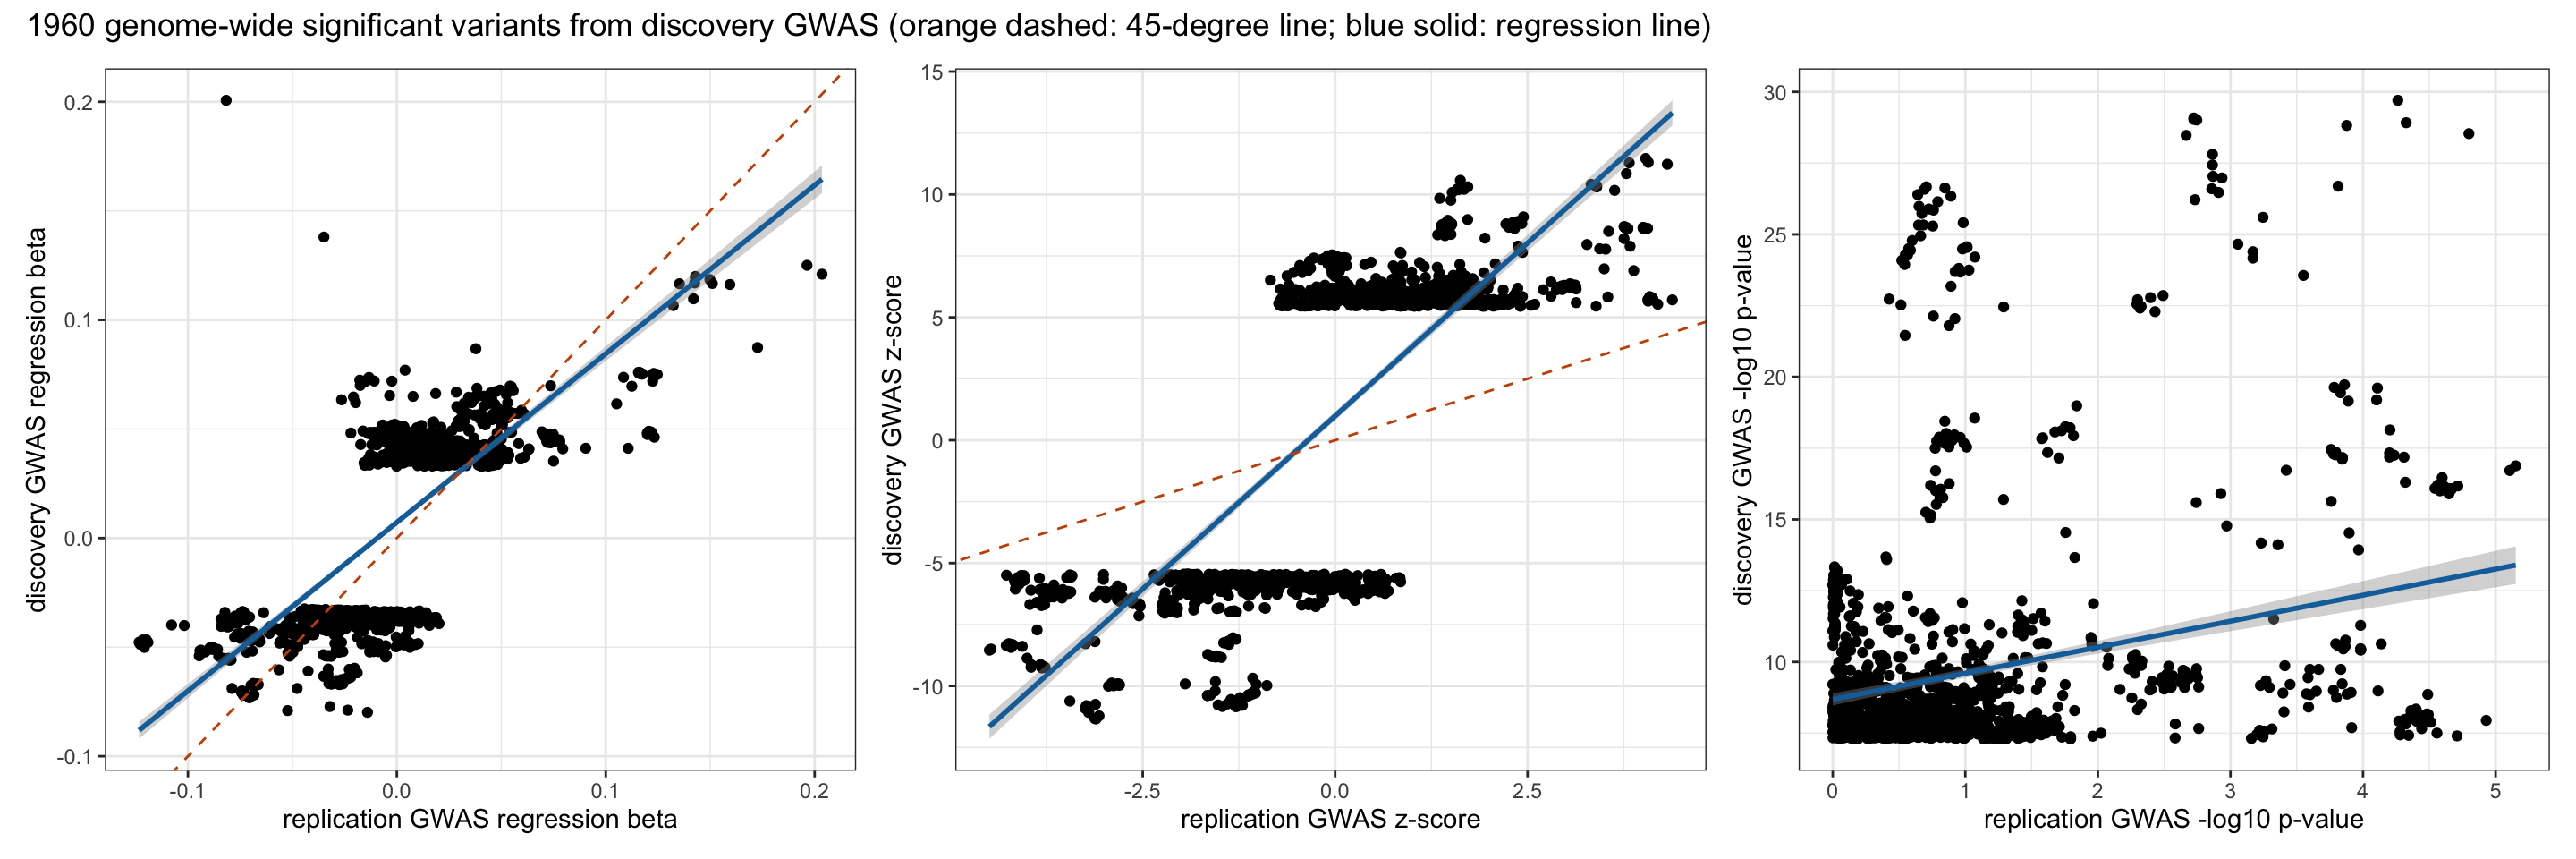 1960 genome-wide significant variants from discovery GWAS (orange dashed: 45-degree line; blue solid: regression line)
discovery GWAS regression beta
0.2
0.1
0.0
-0.1
-0.1 0.0 0.1 0.2
replication GWAS regression beta
discovery GWAS z-score
15
10
5
0
-5
-10
-2.5 0.0 2.5
replication GWAS z-score
discovery GWAS -log10 p-value
30
25
20
15
10
0 1 2 3 4 5
replication GWAS -log10 p-value